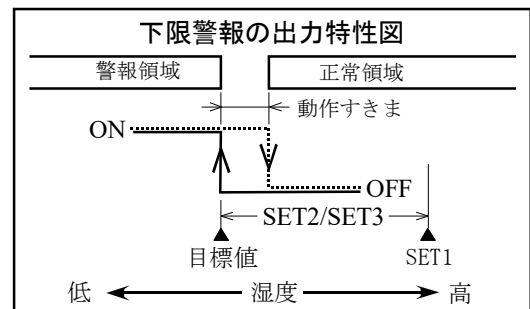 下限警報の出力特性図
警報領域 正常領域
動作すきま
ON
OFF
SET2/SET3
目標値 SET1
低 湿度 高